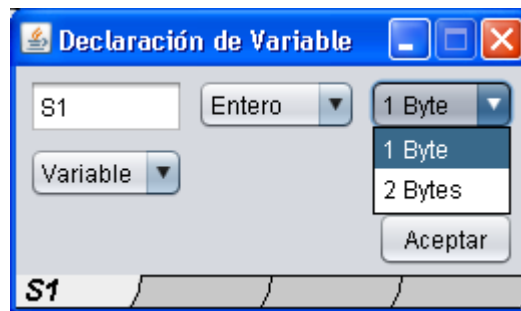 Declaración de Variable
S1 Entero 1 Byte
1 Byte
Variable
2 Bytes
Aceptar
S1